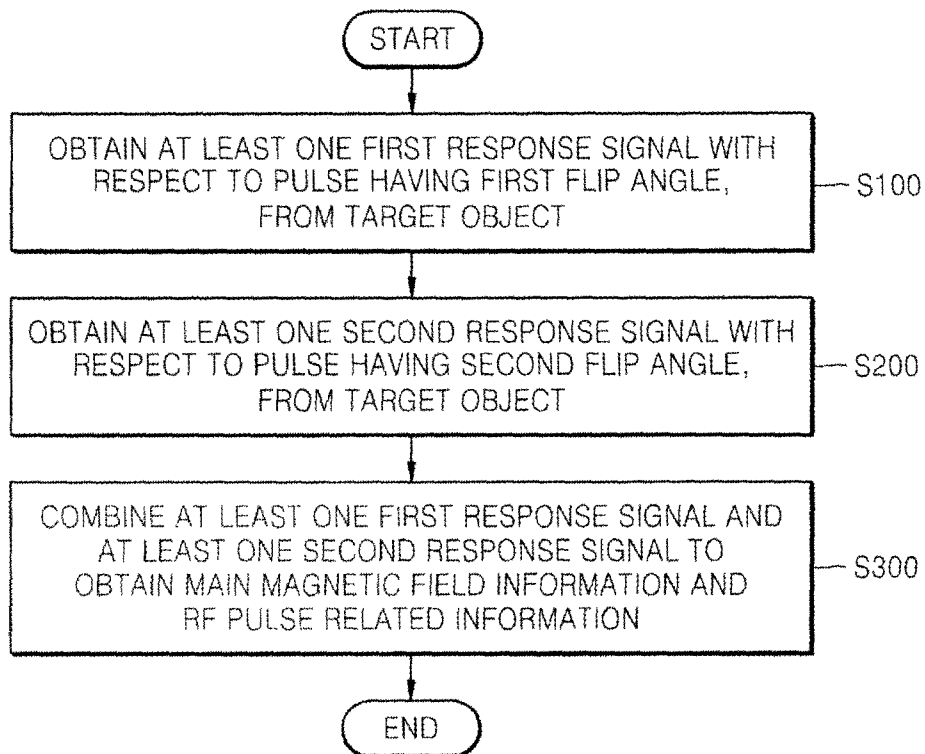 START
OBTAIN AT LEAST ONE FIRST RESPONSE SIGNAL WITH
RESPECT TO PULSE HAVING FIRST FLIP ANGLE,
FROM TARGET OBJECT
S100
OBTAIN AT LEAST ONE SECOND RESPONSE SIGNAL WITH
RESPECT TO PULSE HAVING SECOND FLIP ANGLE,
FROM TARGET OBJECT
S200
COMBINE AT LEAST ONE FIRST RESPONSE SIGNAL AND
AT LEAST ONE SECOND RESPONSE SIGNAL TO
OBTAIN MAIN MAGNETIC FIELD INFORMATION AND
RF PULSE RELATED INFORMATION
S300
END